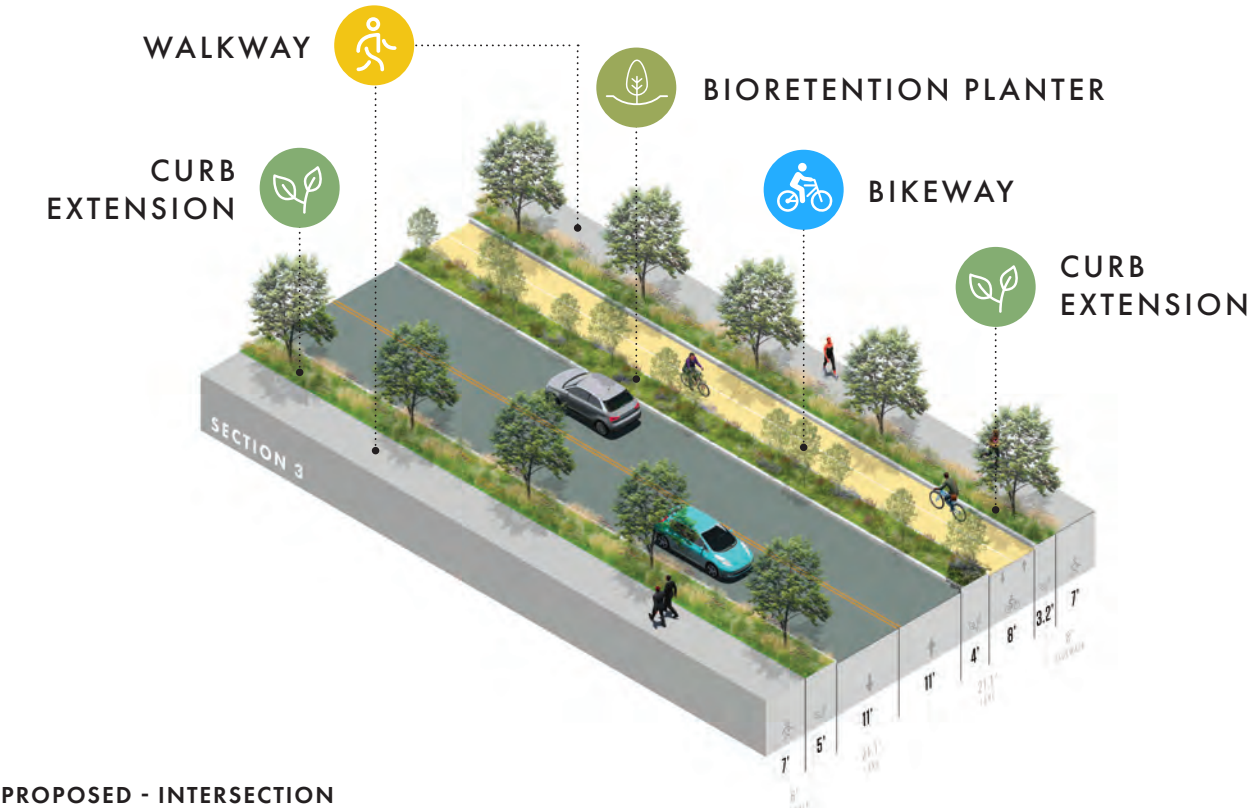 WALKWAY
BIORETENTION PLANTER
CURB
EXTENSION
BIKEWAY
CURB
EXTENSION
SECTION 3
7'
3.2'
8'
4'
11'
11'
5'
7'
PROPOSED - INTERSECTION